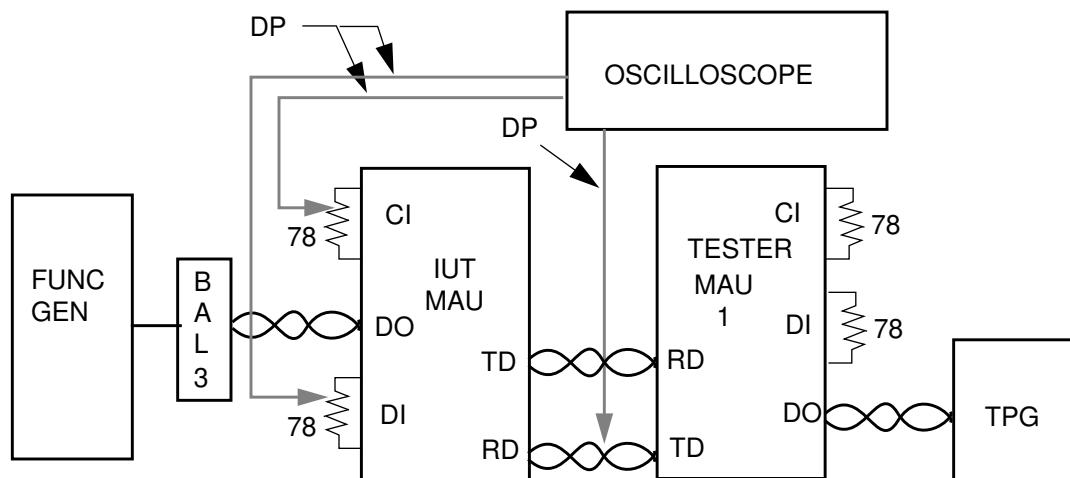 DP
OSCILLOSCOPE
DP
CI
78
CI
78
FUNC
GEN
B
A
L
3
IUT
MAU
TESTER
MAU
1
DO
DI
78
TD
RD
DI
78
DO
TPG
RD
TD